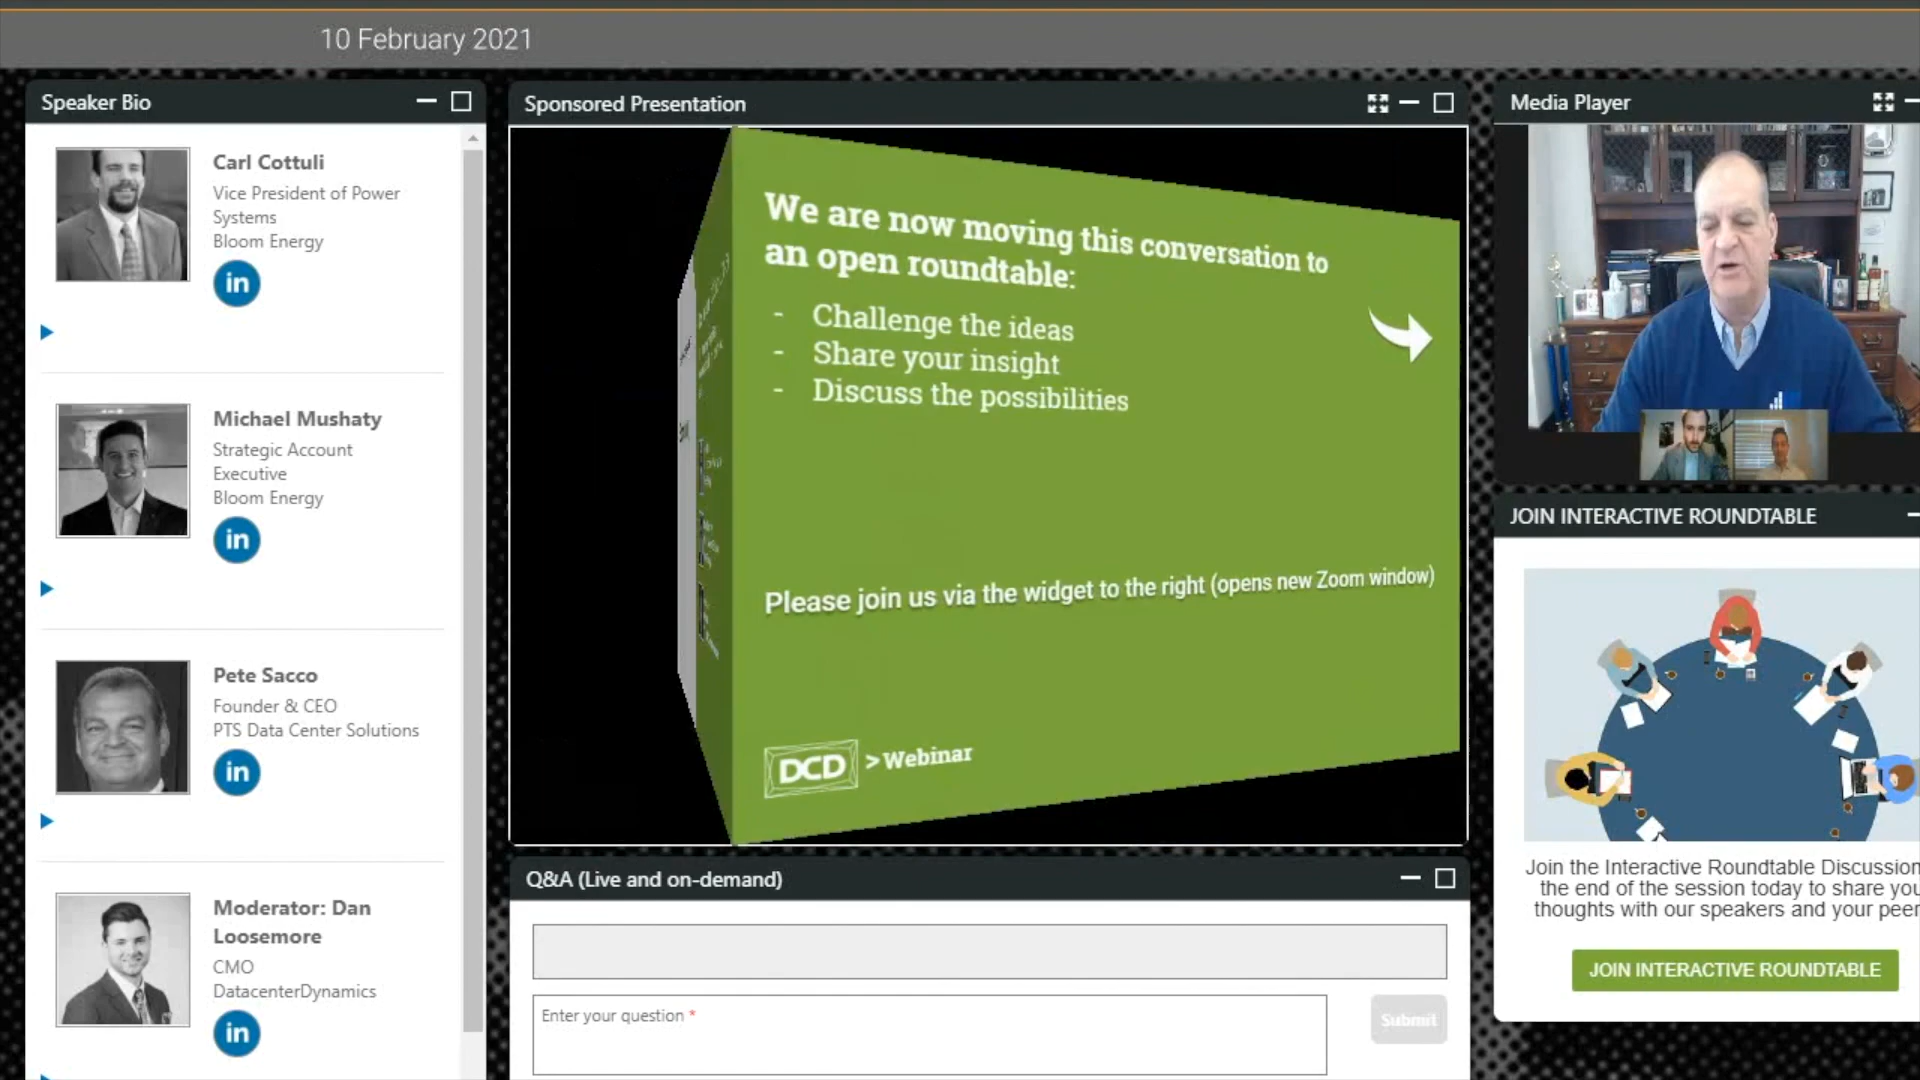 10 February 2021
Speaker Bio
Carl Cottuli
Vice President of Power
Systems
Bloom Energy
in
Michael Mushaty
Strategic Account
Executive
Bloom Energy
in
Pete Sacco
Founder & CEO
PTS Data Center Solutions
in
Moderator: Dan
Loosemore
CMO
DatacenterDynamics
in
Sponsored Presentation
We are now moving this conversation to
an open roundtable:
- Challenge the ideas
- Share your insight
- Discuss the possibilities
Please join us via the widget to the right (opens new Zoom window)
DCD >Webinar
Q&A (Live and on-demand)
Enter your question *
Submit
Media Player
JOIN INTERACTIVE ROUNDTABLE
Join the Interactive Roundtable Discussion
the end of the session today to share you
thoughts with our speakers and your peer
JOIN INTERACTIVE ROUNDTABLE